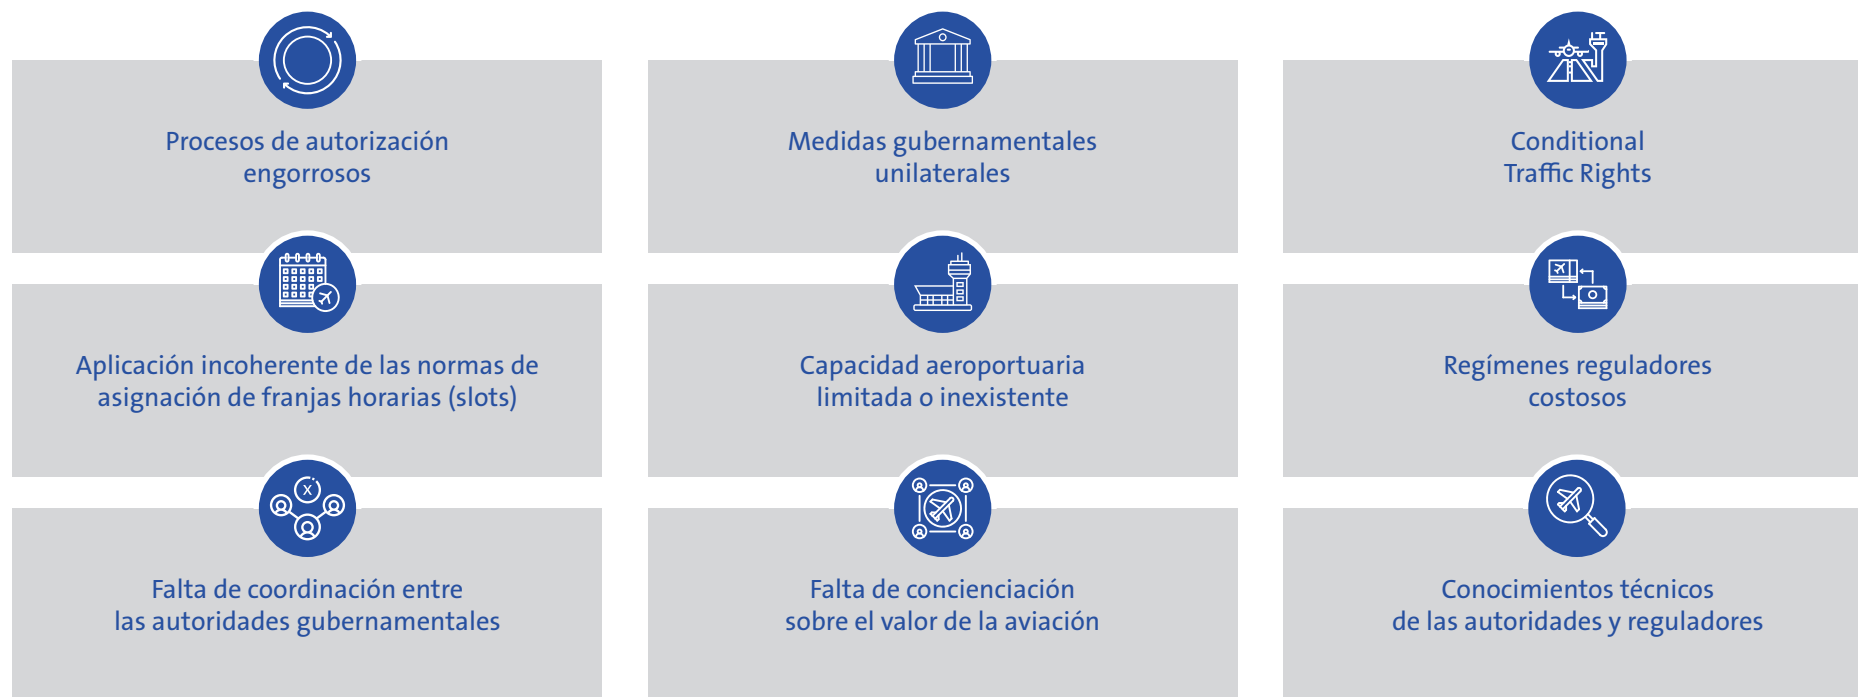 Procesos de autorización
engorrosos
Medidas gubernamentales
unilaterales
Conditional
Traffic Rights
Aplicación incoherente de las normas de
asignación de franjas horarias (slots)
Capacidad aeroportuaria
limitada o inexistente
Regímenes reguladores
costosos
X
Falta de coordinación entre
las autoridades gubernamentales
Falta de concienciación
sobre el valor de la aviación
Conocimientos técnicos
de las autoridades y reguladores